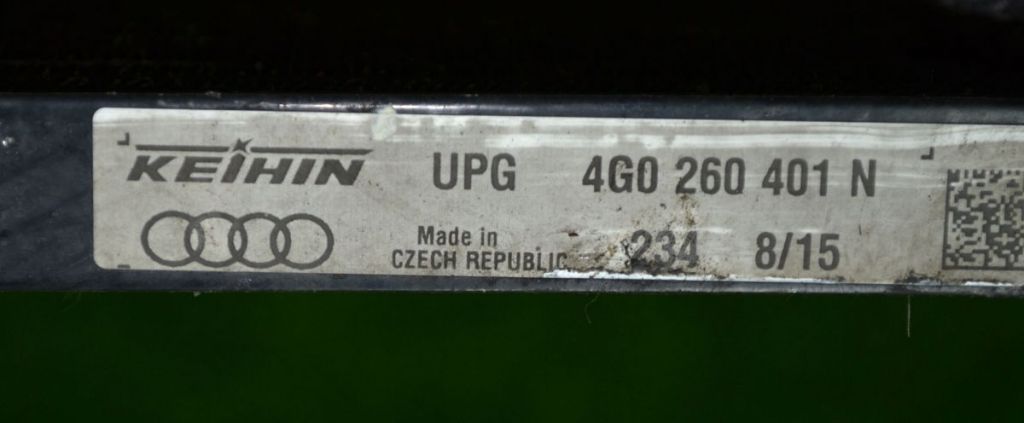 KEIHIN UPG 4G0 260 401 N
Made in
CZECH REPUBLIC 234 8/15